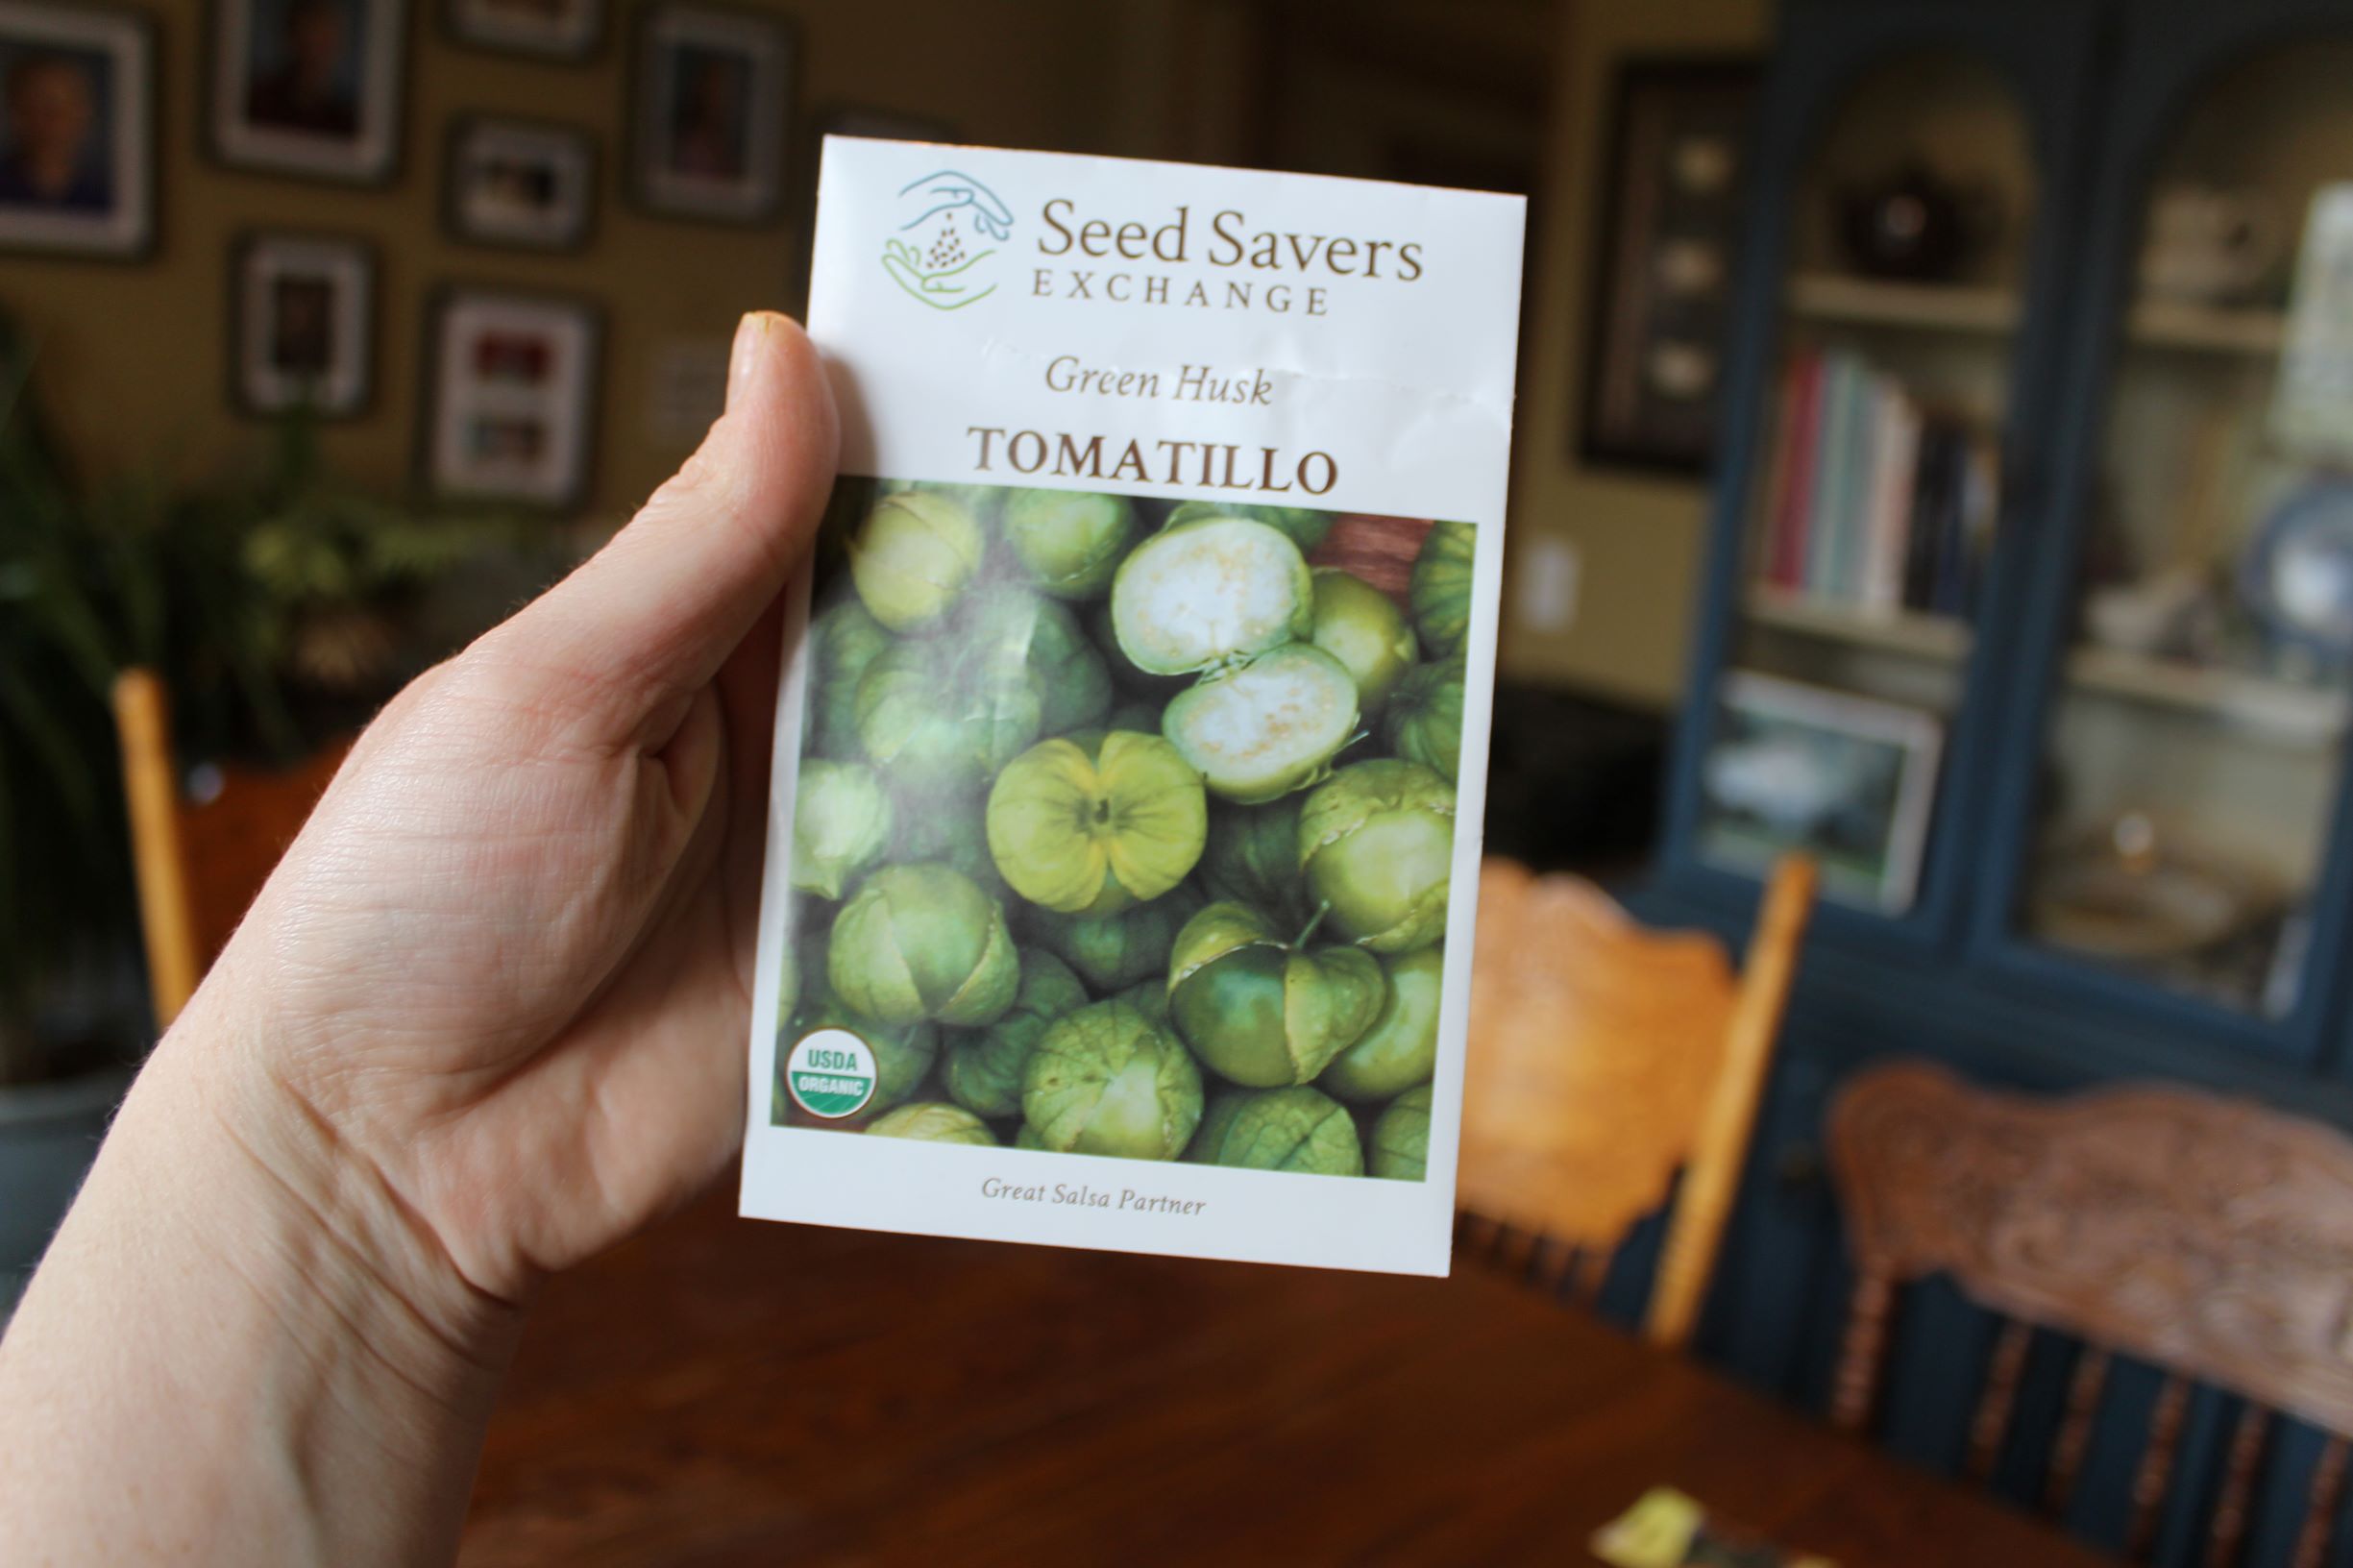 Seed Savers
EXCHANGE
Green Husk
TOMATILLO
USDA
ORGANIC
Great Salsa Partner